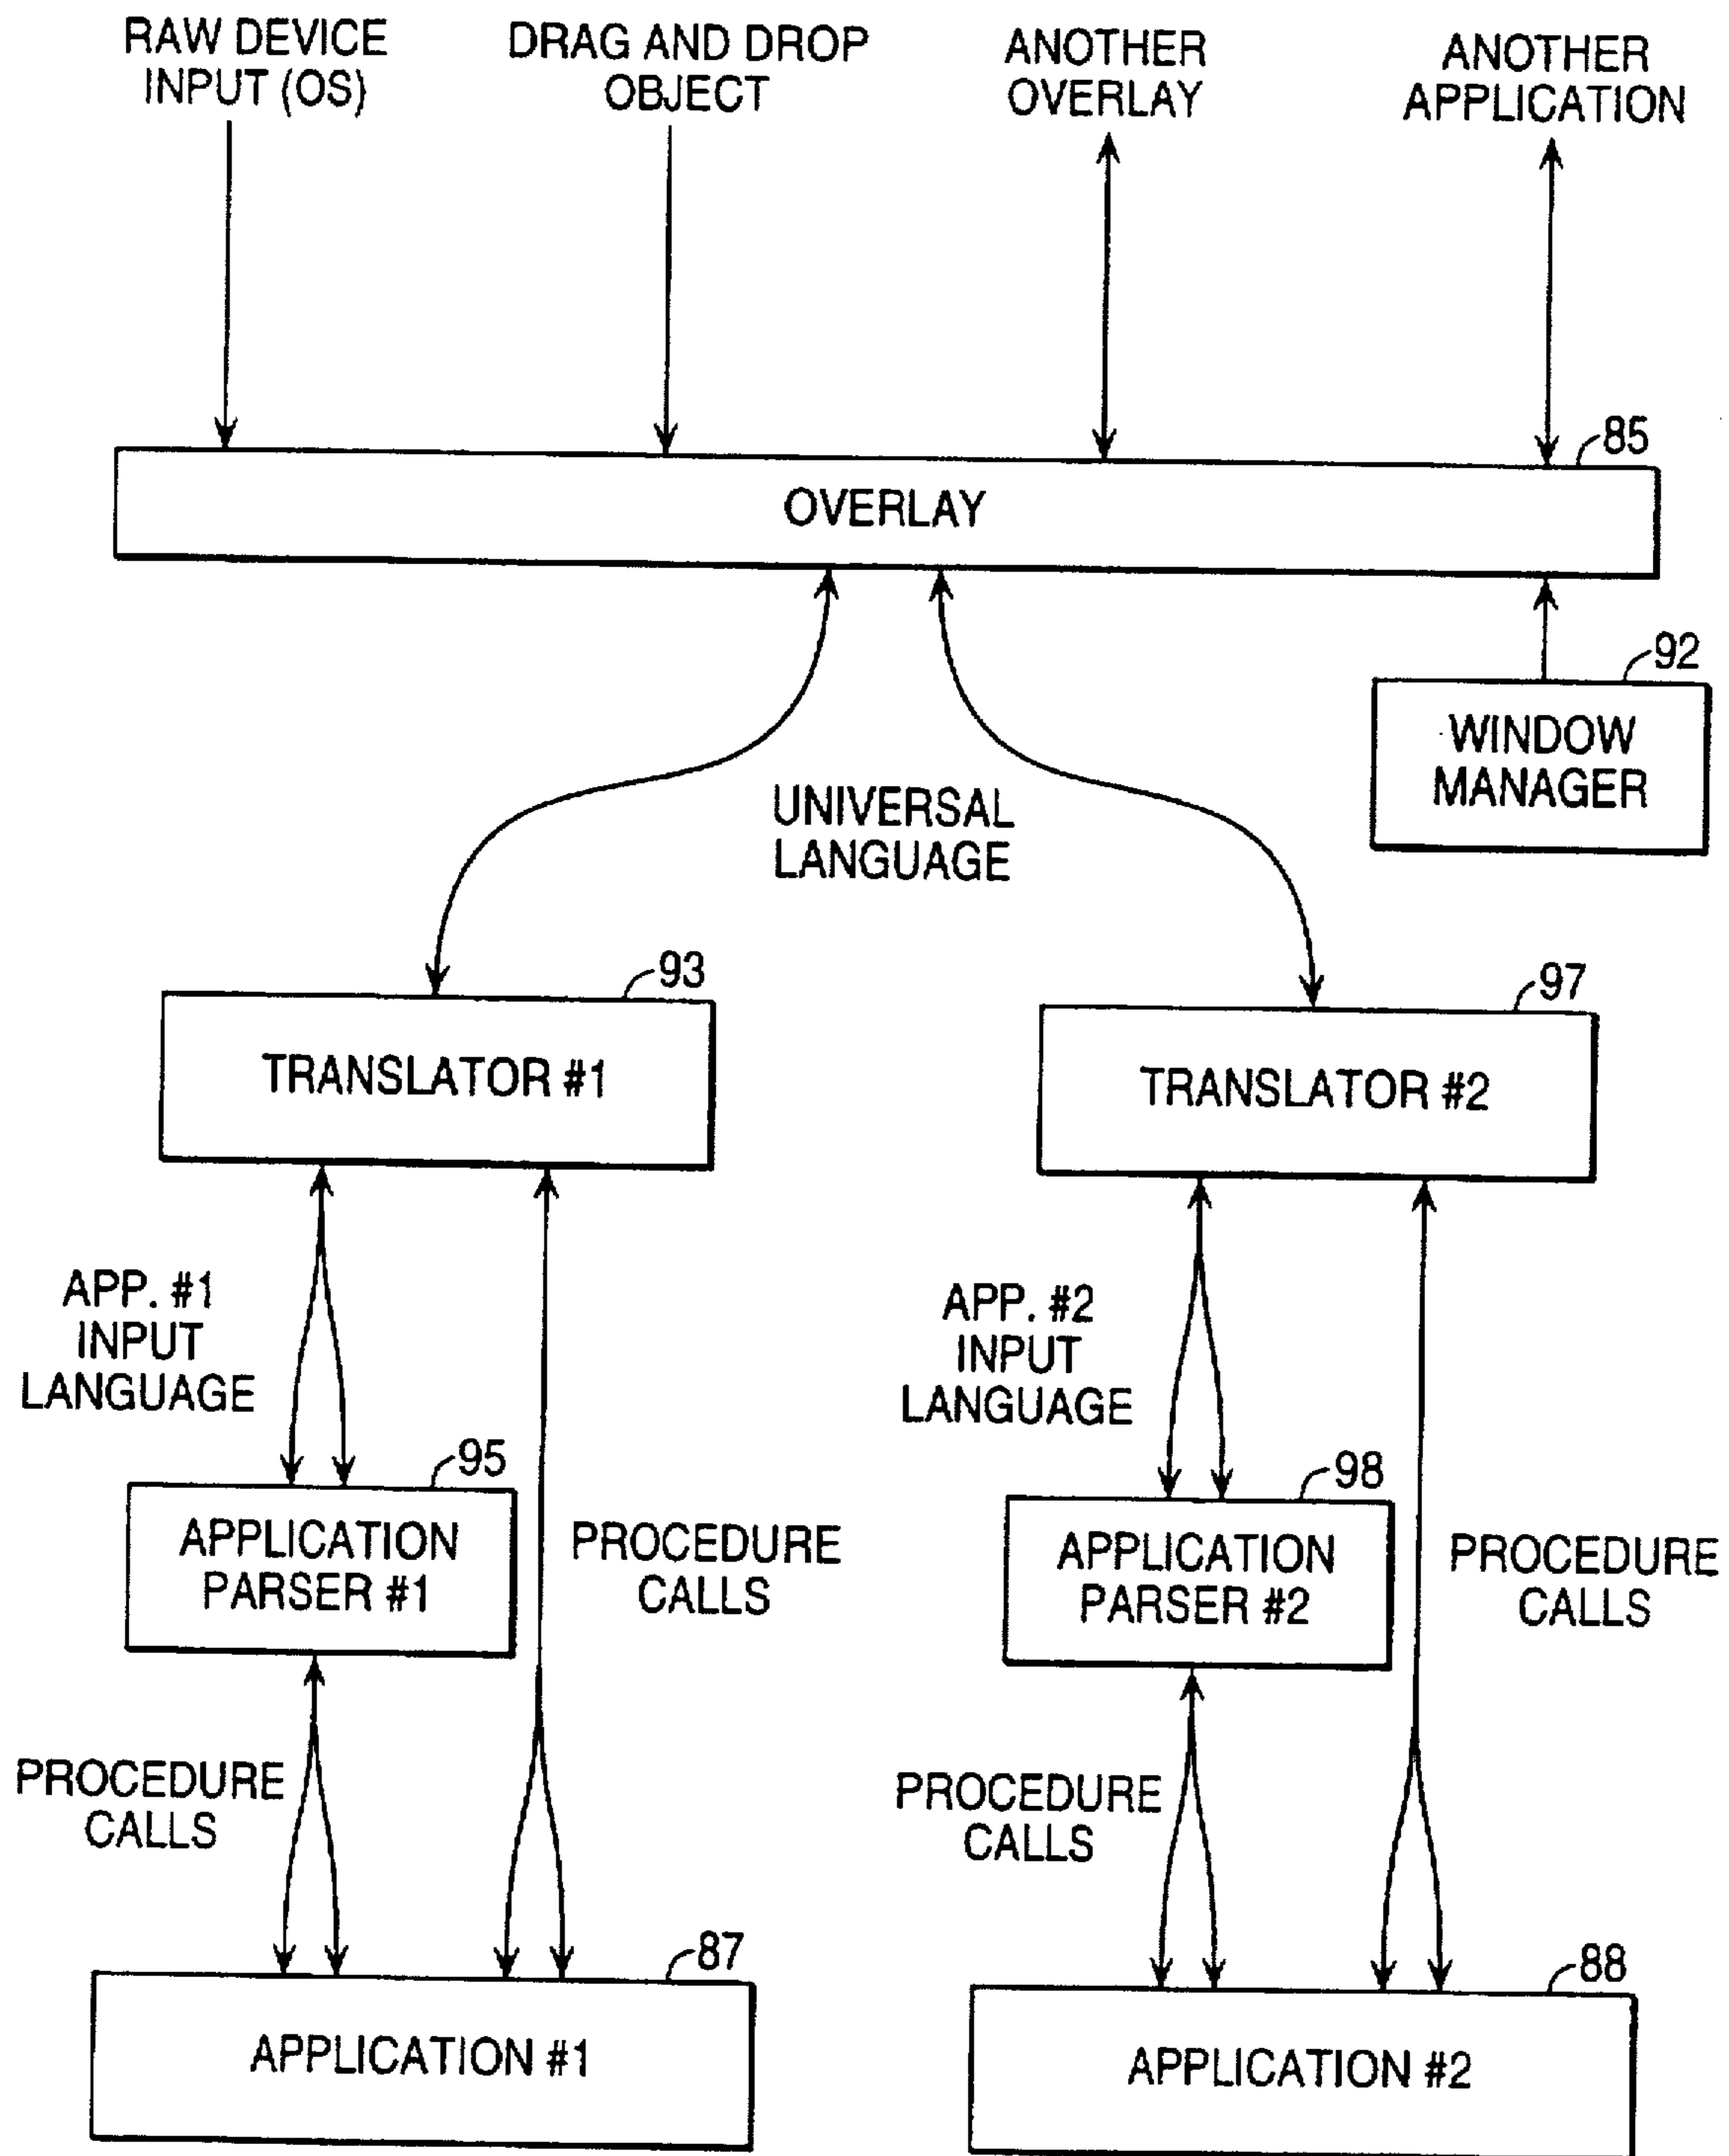 RAW DEVICE
INPUT (OS)
DRAG AND DROP
OBJECT
ANOTHER
OVERLAY
ANOTHER
APPLICATION
85
OVERLAY
92
WINDOW
MANAGER
UNIVERSAL
LANGUAGE
93
TRANSLATOR #1
97
TRANSLATOR #2
APP. #1
INPUT
LANGUAGE
APP. #2
INPUT
LANGUAGE
95
APPLICATION
PARSER #1
PROCEDURE
CALLS
98
APPLICATION
PARSER #2
PROCEDURE
CALLS
PROCEDURE
CALLS
PROCEDURE
CALLS
87
APPLICATION #1
88
APPLICATION #2